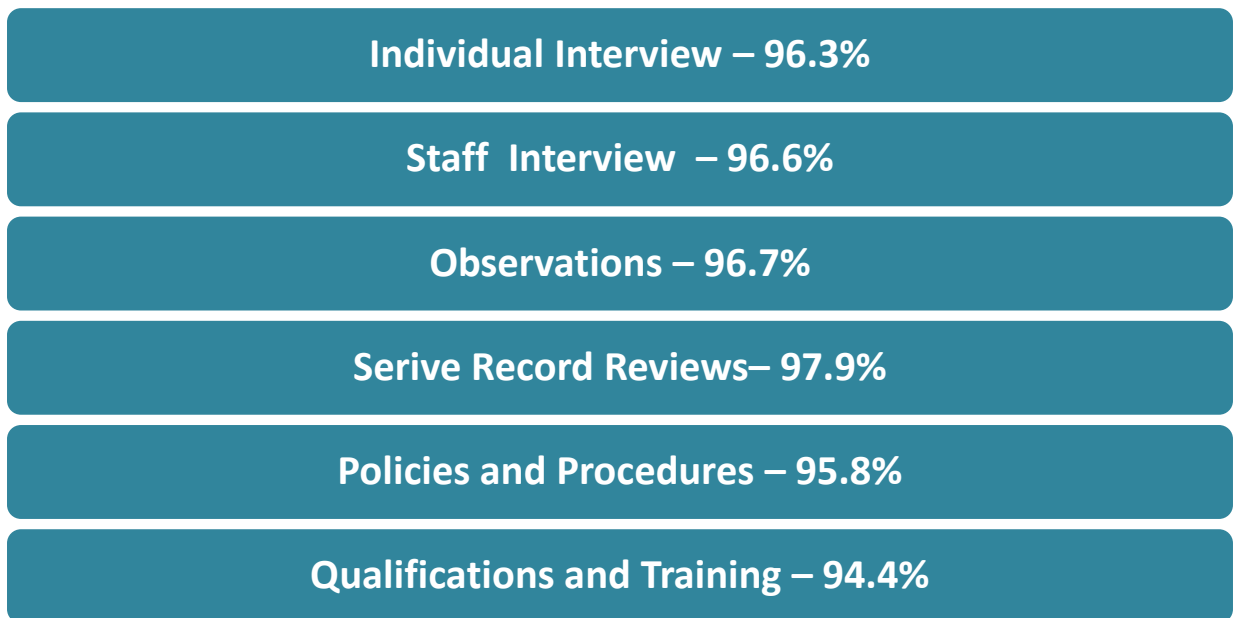 Individual Interview – 96.3%
Staff  Interview  – 96.6%
Observations – 96.7%
Serive Record Reviews– 97.9%
Policies and Procedures – 95.8%
Qualifications and Training – 94.4%